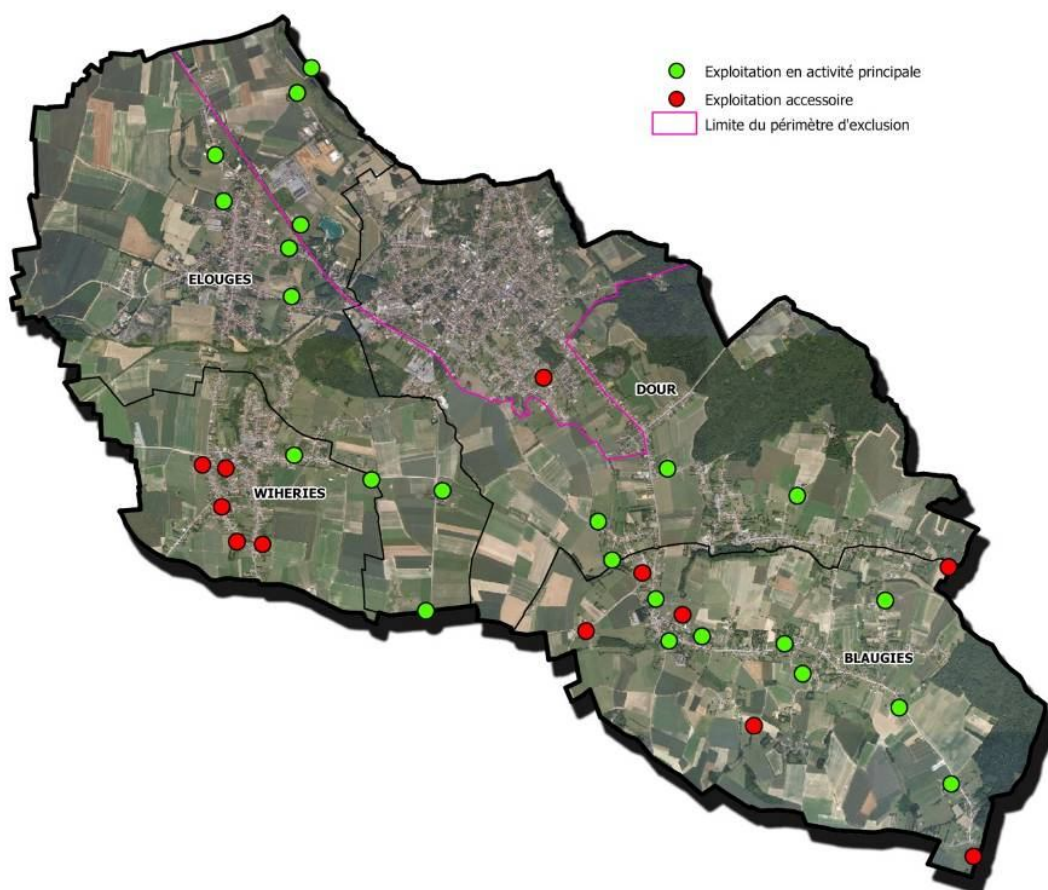 Exploitation en activité principale
Exploitation accessoire
Limite du périmètre d'exclusion
ELOUGES
DOUR
WIHERIES
BLAUGIES